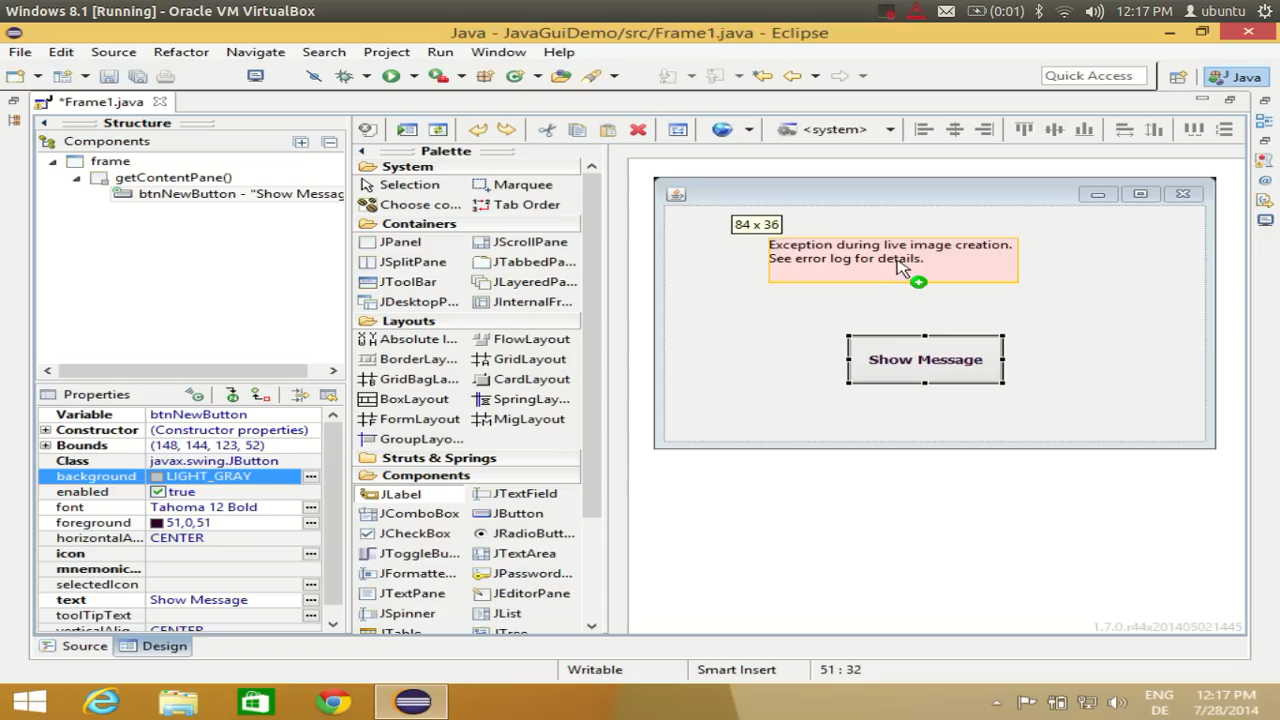 Windows 8.1 [Running] - Oracle VM VirtualBox
(0:01) 12:17 PM ubuntu
Java - JavaGuiDemo/src/Frame1.java - Eclipse
File Edit Source Refactor Navigate Search Project Run Window Help
Quick Access Java
*Frame1.java
Structure
Components
frame
getContentPane()
btnNewButton - "Show Messag
Properties
Variable btnNewButton
Constructor (Constructor properties)
Bounds (148, 144, 123, 52)
Class javax.swing.JButton
background LIGHT_GRAY
enabled true
font Tahoma 12 Bold
foreground 51,0,51
horizontalA... CENTER
icon
mnemonic...
selectedIcon
text Show Message
toolTipText
verticalAlig CENTER
Source Design
<system>
Palette
System
Selection Marquee
Choose co... Tab Order
Containers
JPanel JScrollPane
JSplitPane JTabbedPa...
JToolBar JLayeredPa...
JDesktopP... JInternalFr...
Layouts
Absolute l... FlowLayout
BorderLay... GridLayout
GridBagLa... CardLayout
BoxLayout SpringLay...
FormLayout MigLayout
GroupLayo...
Struts & Springs
Components
JLabel JTextField
JComboBox JButton
JCheckBox JRadioButt...
JToggleBu... JTextArea
JFormatte... JPassword...
JTextPane JEditorPane
JSpinner JList
JTable JTree
84 x 36
Exception during live image creation.
See error log for details.
Show Message
1.7.0.r44x201405021445
Writable Smart Insert 51 : 32
ENG 12:17 PM
DE 7/28/2014